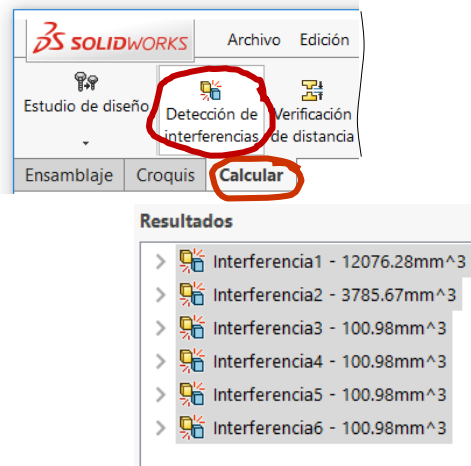 SOLIDWORKS Archivo Edición
Estudio de diseño
Detección de interferencias
Verificación de distancia
Ensamblaje Croquis Calcular
Resultados
Interferencia1 - 12076.28mm^3
Interferencia2 - 3785.67mm^3
Interferencia3 - 100.98mm^3
Interferencia4 - 100.98mm^3
Interferencia5 - 100.98mm^3
Interferencia6 - 100.98mm^3